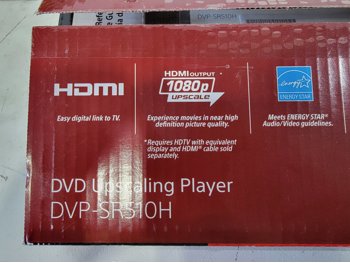 DVP-SR510H
HDMI
Easy digital link to TV.
HDMI OUTPUT
1080p
UPSCALE
Experience movies in near high
definition picture quality.
*Requires HDTV with equivalent
display and HDMI® cable sold
separately.
energy
ENERGY STAR
Meets ENERGY STAR®
Audio/Video guidelines.
DVD Upscaling Player
DVP-SR510H